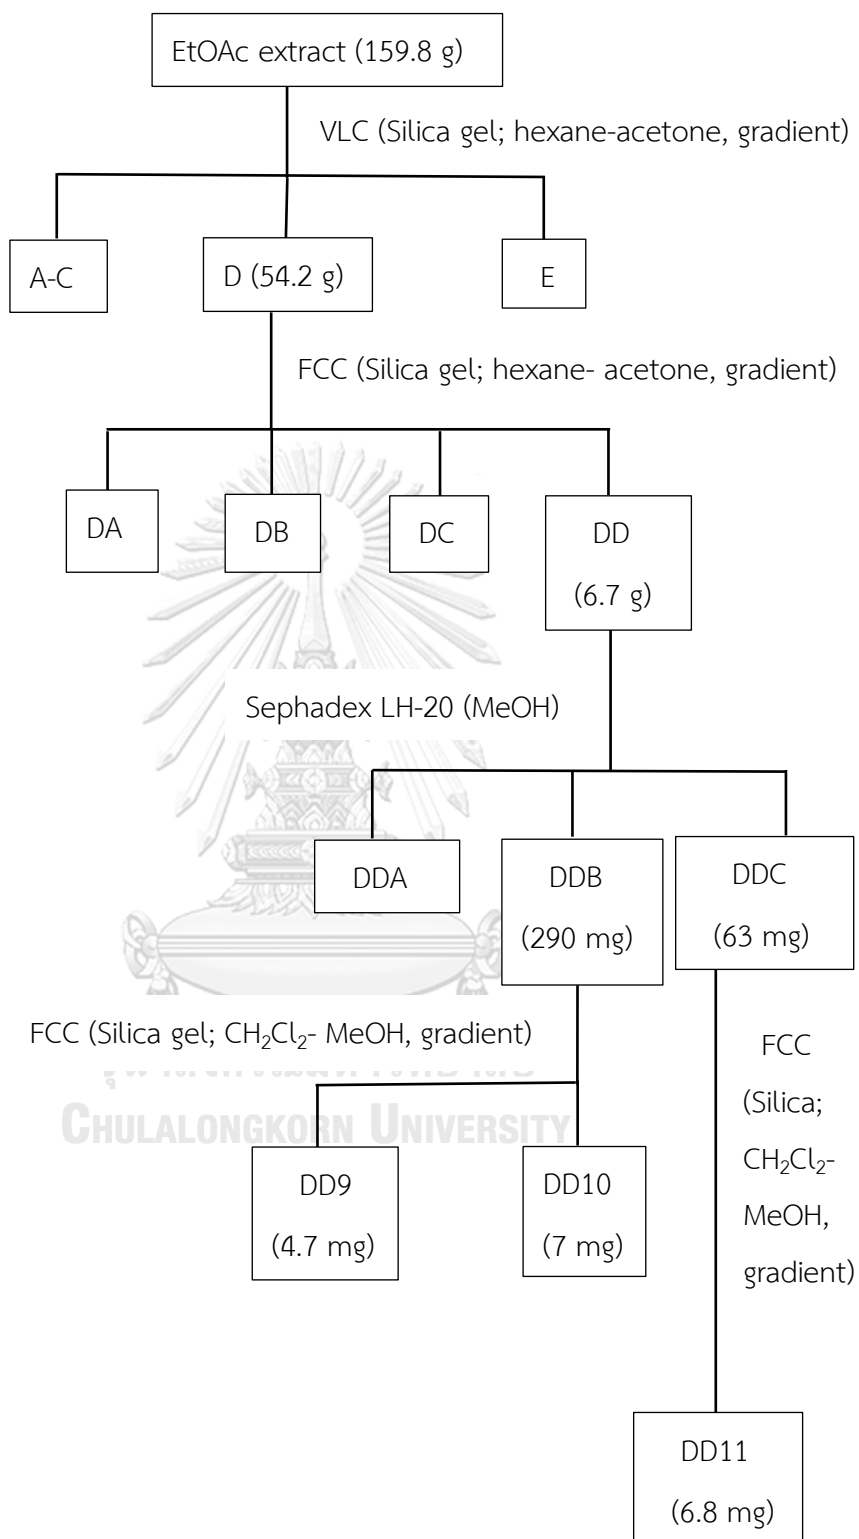 EtOAc extract (159.8 g)
VLC (Silica gel; hexane-acetone, gradient)
A-C
D (54.2 g)
E
FCC (Silica gel; hexane- acetone, gradient)
DA
DB
DC
DD
(6.7 g)
Sephadex LH-20 (MeOH)
DDA
DDB
(290 mg)
DDC
(63 mg)
FCC (Silica gel; CH₂Cl₂- MeOH, gradient)
FCC
(Silica;
CH₂Cl₂-
MeOH,
gradient)
CHULALONGKORN UNIVERSITY
DD9
(4.7 mg)
DD10
(7 mg)
DD11
(6.8 mg)